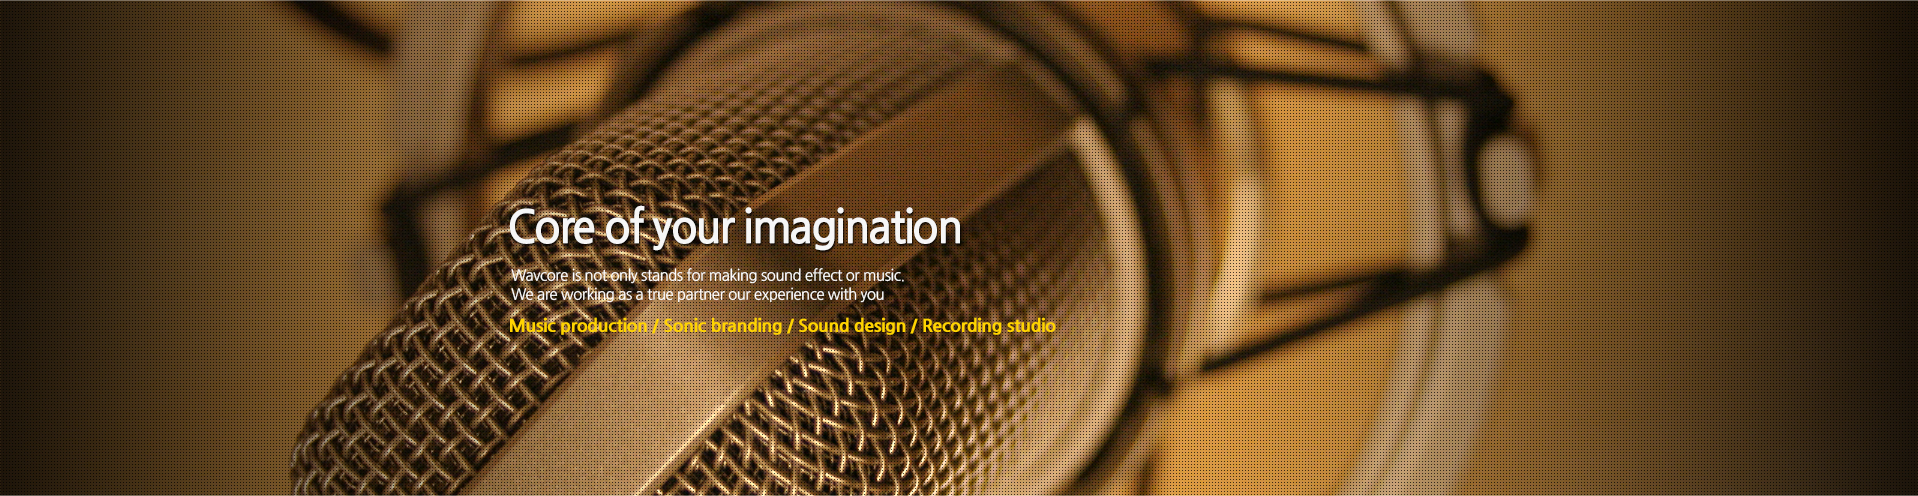 Core of your imagination
Wavcore is not only stands for making sound effect or music.
We are working as a true partner our experience with you
Music production / Sonic branding / Sound design / Recording studio